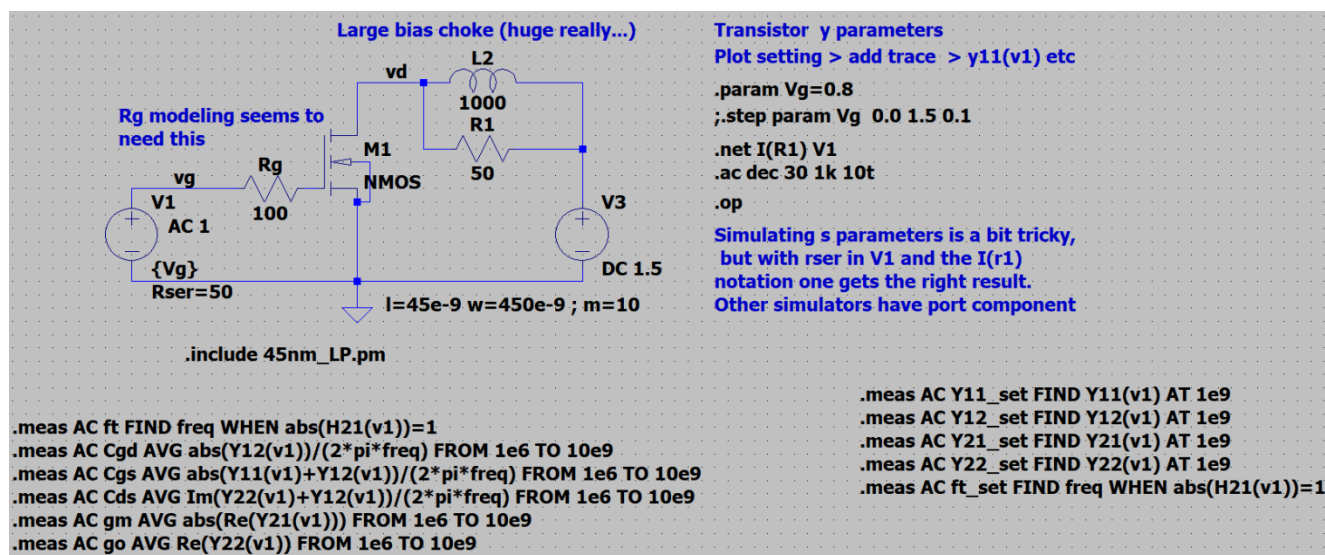 Large bias choke (huge really...)
L2
vd
1000
R1
50
Rg modeling seems to
need this
M1
NMOS
Rg
100
vg
V1
AC 1
{Vg}
Rser=50
V3
DC 1.5
l=45e-9 w=450e-9 ; m=10
.include 45nm_LP.pm
Transistor y parameters
Plot setting > add trace > y11(v1) etc
.param Vg=0.8
;.step param Vg 0.0 1.5 0.1
.net I(R1) V1
.ac dec 30 1k 10t
.op
Simulating s parameters is a bit tricky,
but with rser in V1 and the I(r1)
notation one gets the right result.
Other simulators have port component
.meas AC ft FIND freq WHEN abs(H21(v1))=1
.meas AC Cgd AVG abs(Y12(v1))/(2*pi*freq) FROM 1e6 TO 10e9
.meas AC Cgs AVG abs(Y11(v1)+Y12(v1))/(2*pi*freq) FROM 1e6 TO 10e9
.meas AC Cds AVG Im(Y22(v1)+Y12(v1))/(2*pi*freq) FROM 1e6 TO 10e9
.meas AC gm AVG abs(Re(Y21(v1))) FROM 1e6 TO 10e9
.meas AC go AVG Re(Y22(v1)) FROM 1e6 TO 10e9
.meas AC Y11_set FIND Y11(v1) AT 1e9
.meas AC Y12_set FIND Y12(v1) AT 1e9
.meas AC Y21_set FIND Y21(v1) AT 1e9
.meas AC Y22_set FIND Y22(v1) AT 1e9
.meas AC ft_set FIND freq WHEN abs(H21(v1))=1